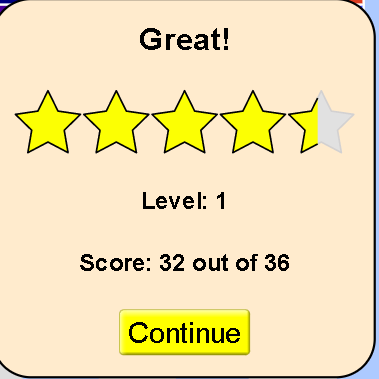 Great!
Level: 1
Score: 32 out of 36
Continue